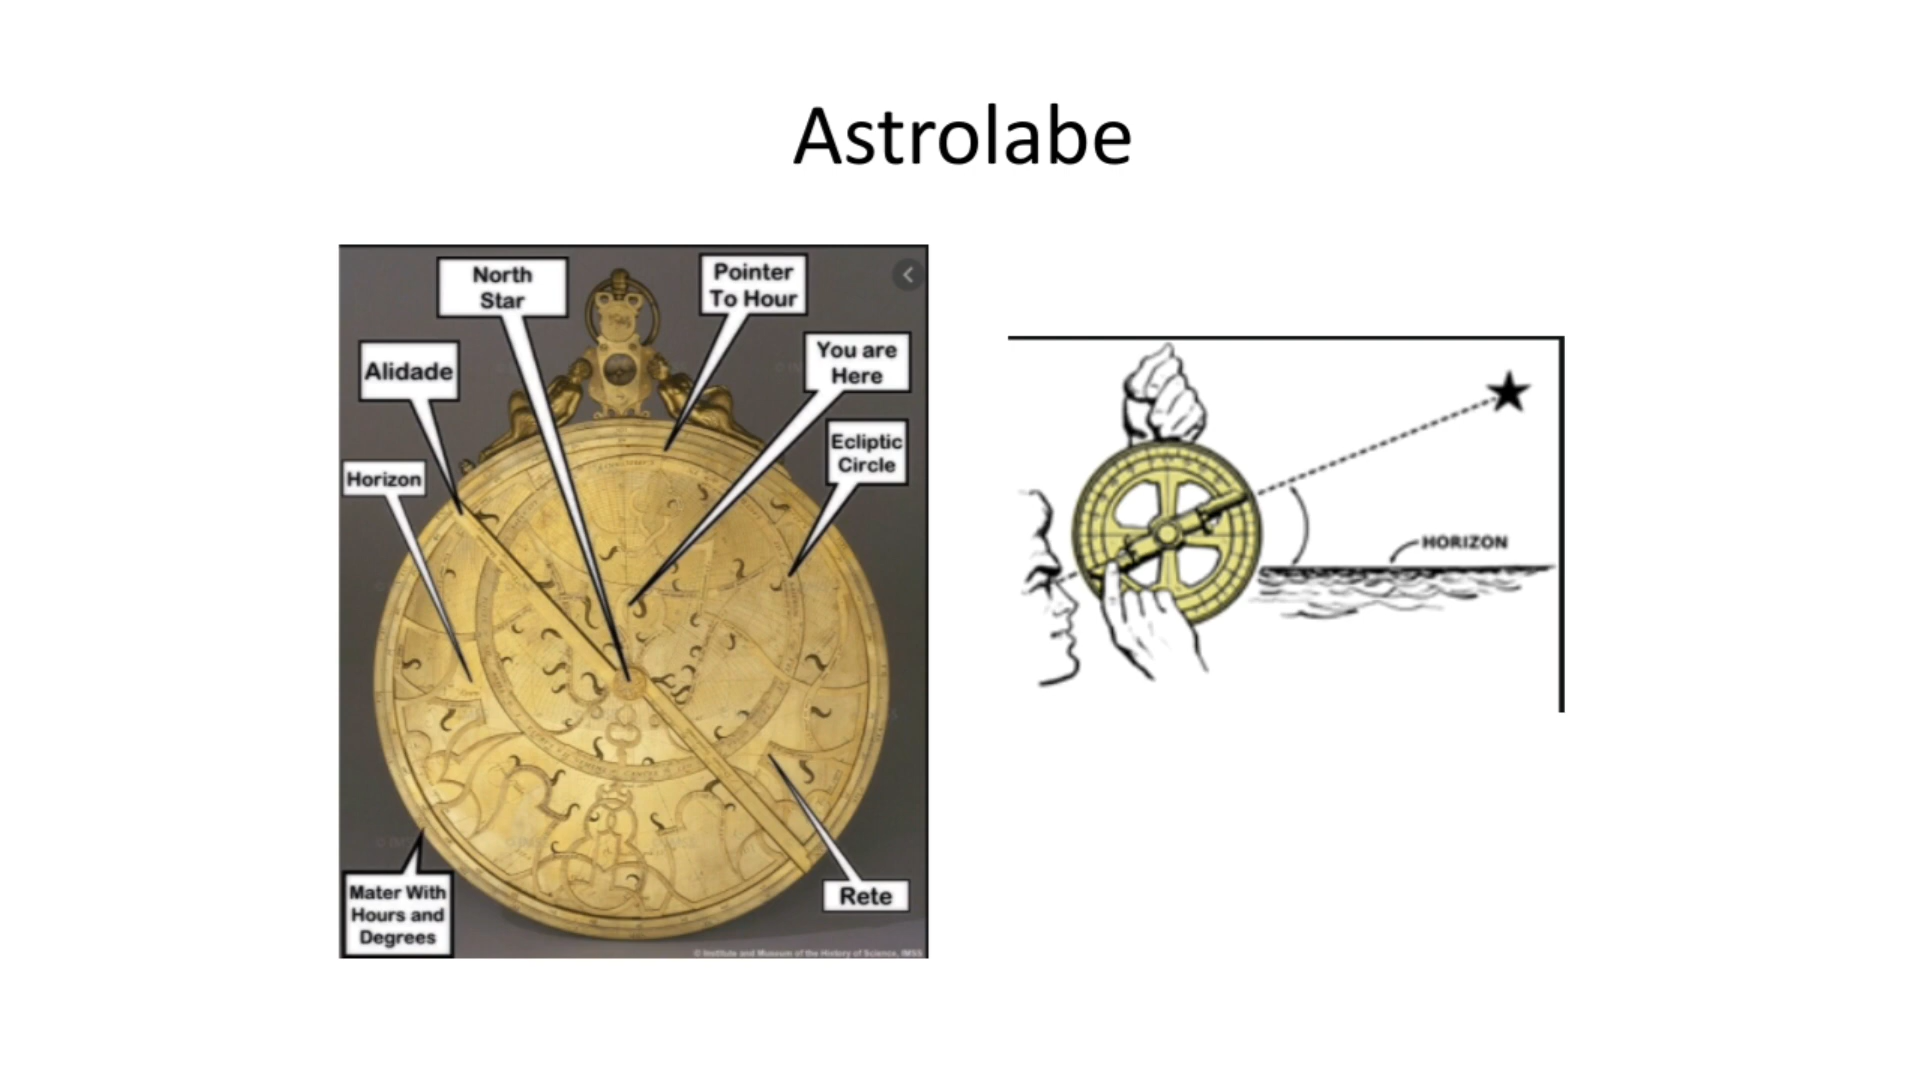 Astrolabe
North
Star
Pointer
To Hour
You are
Here
Alidade
Ecliptic
Circle
Horizon
HORIZON
Rete
Mater With
Hours and
Degrees
© Institute and Museum of the History of Science, IMSS